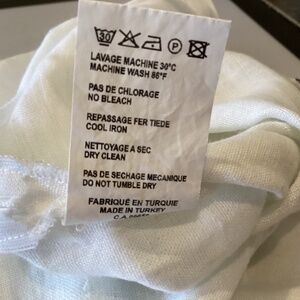 30 P
LAVAGE MACHINE 30°C
MACHINE WASH 86°F
PAS DE CHLORAGE
NO BLEACH
REPASSAGE FER TIEDE
COOL IRON
NETTOYAGE A SEC
DRY CLEAN
PAS DE SECHAGE MECANIQUE
DO NOT TUMBLE DRY
FABRIQUÉ EN TURQUIE
MADE IN TURKEY